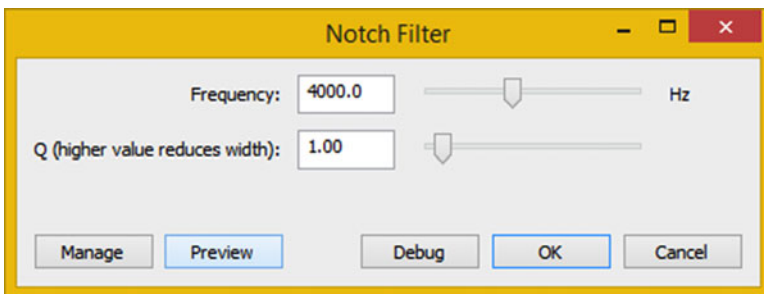 Notch Filter
Frequency: 4000.0 Hz
Q (higher value reduces width): 1.00
Manage Preview Debug OK Cancel